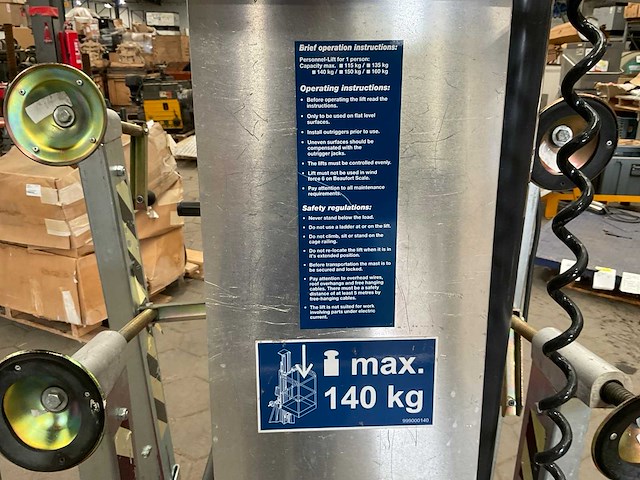 Brief operation instructions:
Personnel-Lift for 1 person:
Capacity max. ■ 115 kg / ■ 135 kg
■ 140 kg / ■ 150 kg ■ 160 kg
Operating instructions:
• Before operating the lift read the
instructions.
• Only to be used on flat level
surfaces.
• Install outriggers prior to use.
• Uneven surfaces should be
compensated with the
outrigger jacks.
• The lifts must be controlled evenly.
• Lift must not be used in wind
force 6 on Beaufort Scale.
• Pay attention to all maintenance
requirements.
Safety regulations:
• Never stand below the load.
• Do not use a ladder at or on the lift.
• Do not climb, sit or stand on the
cage railing.
• Do not re-locate the lift when it is in
it's extended position.
• Before transportation the mast is to
be secured and locked.
• Pay attention to overhead wires,
roof overhangs and free hanging
cables. There must be a safety
distance of at least 5 metres by
free-hanging cables.
• The lift is not suited for work
involving parts under electric
current.
max.
140 kg
999000140